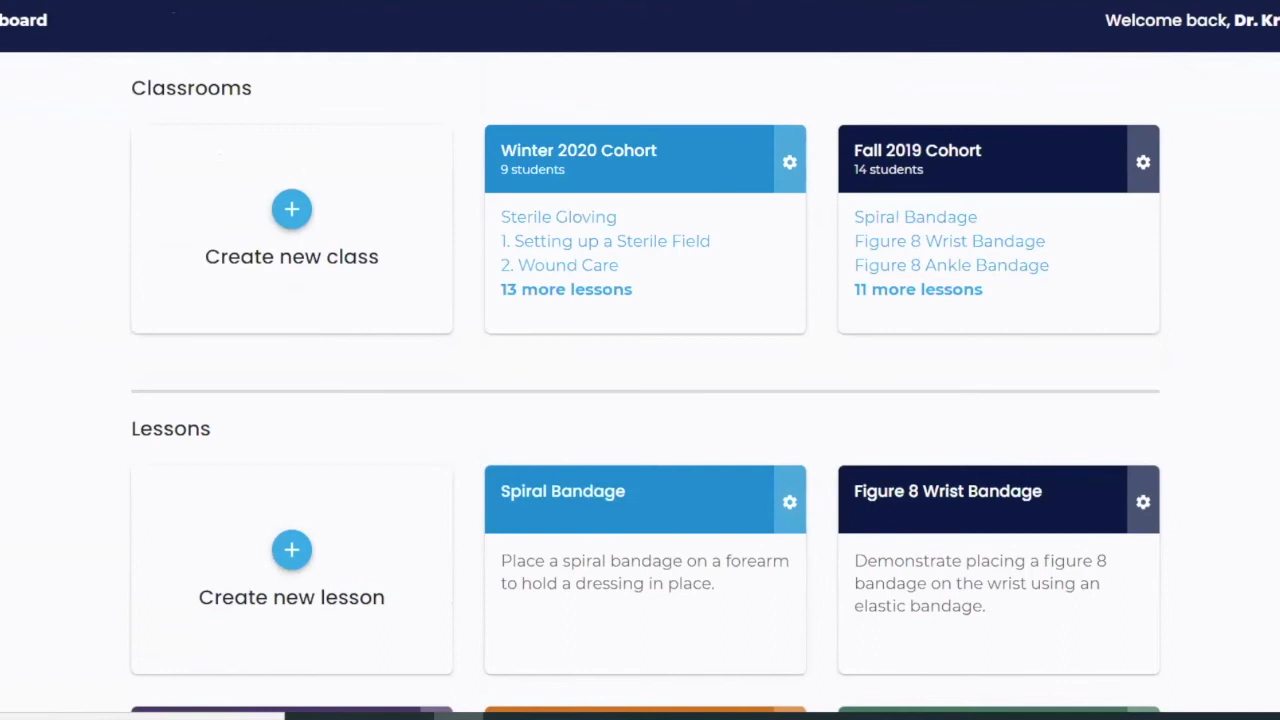 board
Welcome back, Dr. Kr
Classrooms
Create new class
Winter 2020 Cohort
9 students
Sterile Gloving
1. Setting up a Sterile Field
2. Wound Care
13 more lessons
Fall 2019 Cohort
14 students
Spiral Bandage
Figure 8 Wrist Bandage
Figure 8 Ankle Bandage
11 more lessons
Lessons
Create new lesson
Spiral Bandage
Place a spiral bandage on a forearm
to hold a dressing in place.
Figure 8 Wrist Bandage
Demonstrate placing a figure 8
bandage on the wrist using an
elastic bandage.